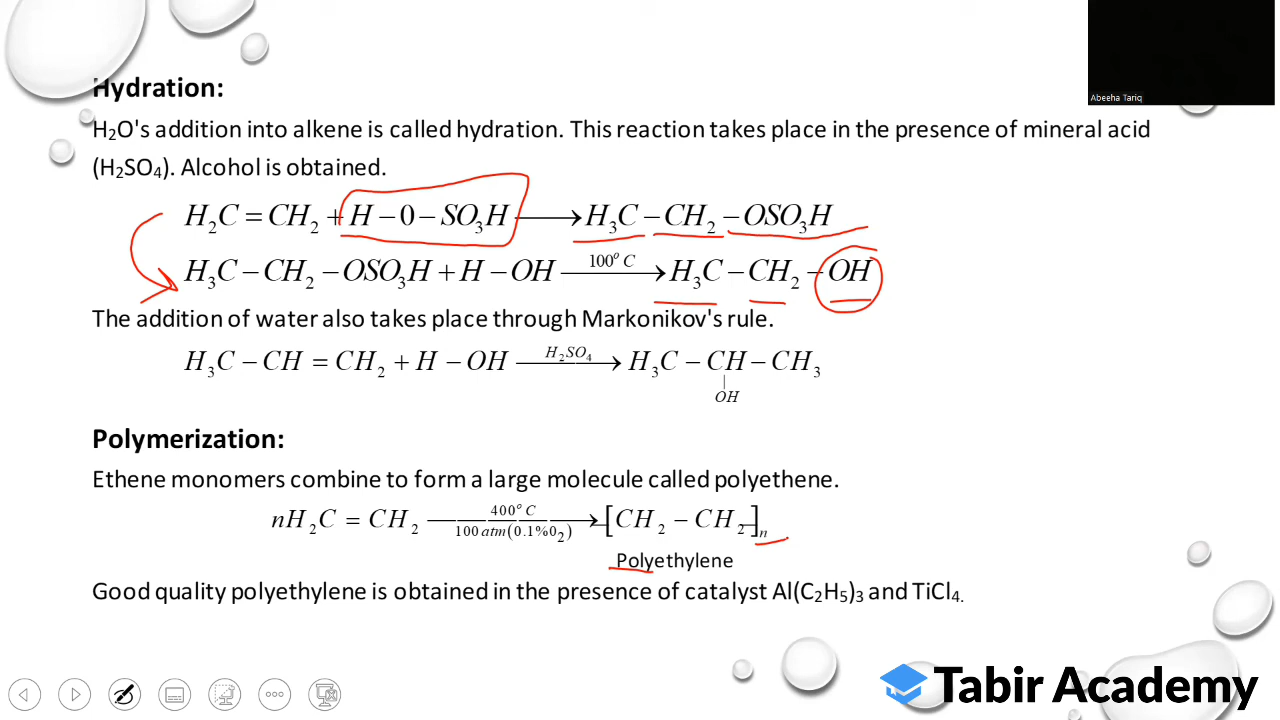 Abeeha Tariq
Hydration:
H₂O's addition into alkene is called hydration. This reaction takes place in the presence of mineral acid
(H₂SO₄). Alcohol is obtained.
H₂C = CH₂ + H − 0 − SO₃H ⟶ H₃C − CH₂ − OSO₃H
H₃C − CH₂ − OSO₃H + H − OH 100° C ⟶ H₃C − CH₂ − OH
The addition of water also takes place through Markonikov's rule.
H₃C − CH = CH₂ + H − OH H₂SO₄ ⟶ H₃C − CH − CH₃
|
OH
Polymerization:
Ethene monomers combine to form a large molecule called polyethene.
nH₂C = CH₂ 400° C / 100 atm(0.1%0₂) ⟶ [CH₂ − CH₂]ₙ
Polyethylene
Good quality polyethylene is obtained in the presence of catalyst Al(C₂H₅)₃ and TiCl₄.
Tabir Academy